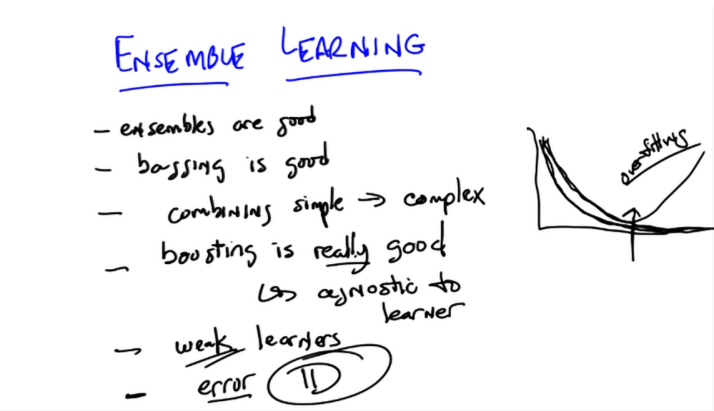 ENSEMBLE LEARNING
- ensembles are good
- bagging is good
- combining simple → complex
overfitting
- boosting is really good
↳ agnostic to
learner
- weak learners
- error